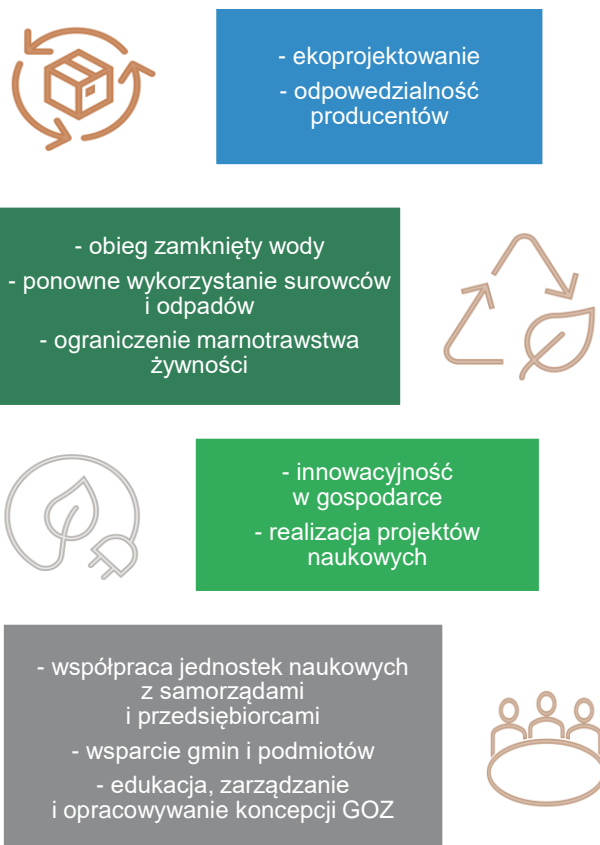 - ekoprojektowanie
- odpowedzialność
producentów
- obieg zamknięty wody
- ponowne wykorzystanie surowców
i odpadów
- ograniczenie marnotrawstwa
żywności
- innowacyjność
w gospodarce
- realizacja projektów
naukowych
- współpraca jednostek naukowych
z samorządami
i przedsiębiorcami
- wsparcie gmin i podmiotów
- edukacja, zarządzanie
i opracowywanie koncepcji GOZ